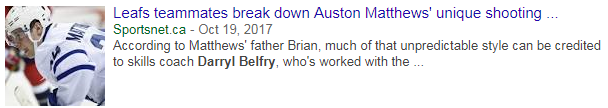 Leafs teammates break down Auston Matthews' unique shooting ...
Sportsnet.ca - Oct 19, 2017
According to Matthews' father Brian, much of that unpredictable style can be credited
to skills coach Darryl Belfry, who's worked with the ...